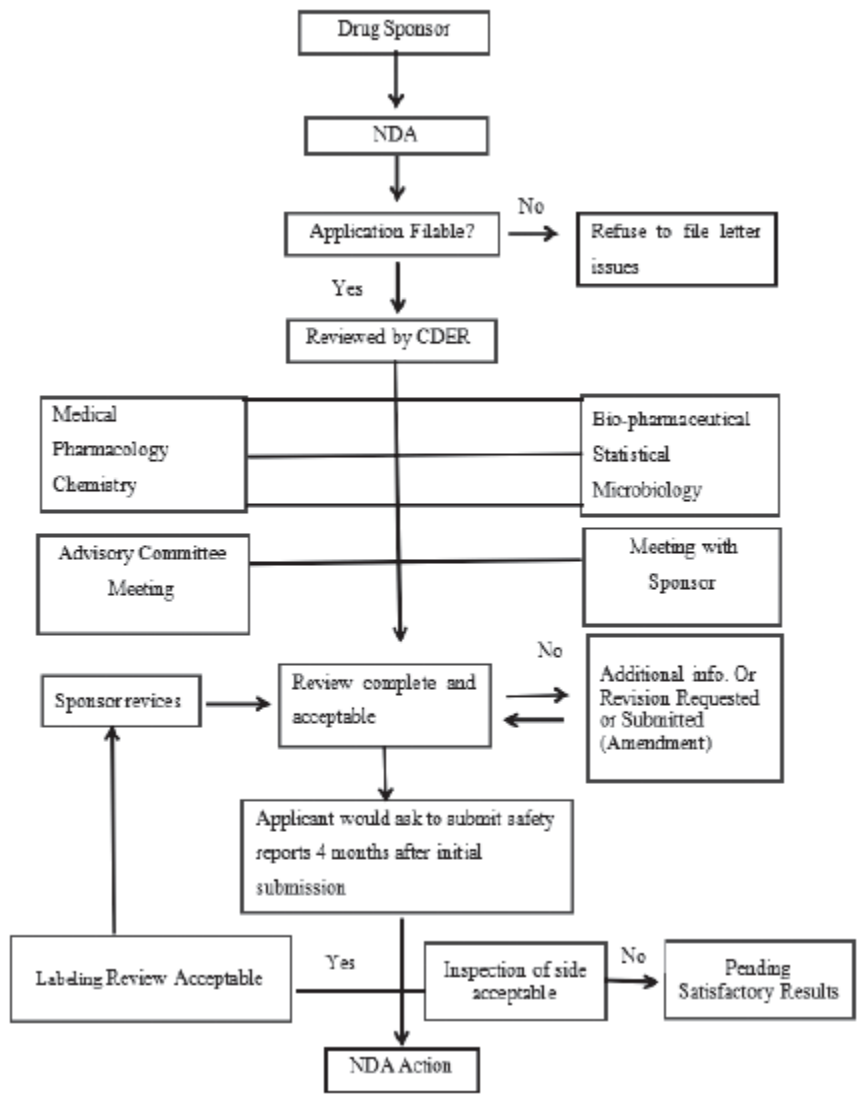 Drug Sponsor
NDA
Application Filable?
No
Refuse to file letter
issues
Yes
Reviewed by CDER
Medical
Pharmacology
Chemistry
Bio-pharmaceutical
Statistical
Microbiology
Advisory Committee
Meeting
Meeting with
Sponsor
No
Sponsor revices
Review complete and
acceptable
Additional info. Or
Revision Requested
or Submitted
(Amendment)
Applicant would ask to submit safety
reports 4 months after initial
submission
Labeling Review Acceptable
Yes
Inspection of side
acceptable
No
Pending
Satisfactory Results
NDA Action